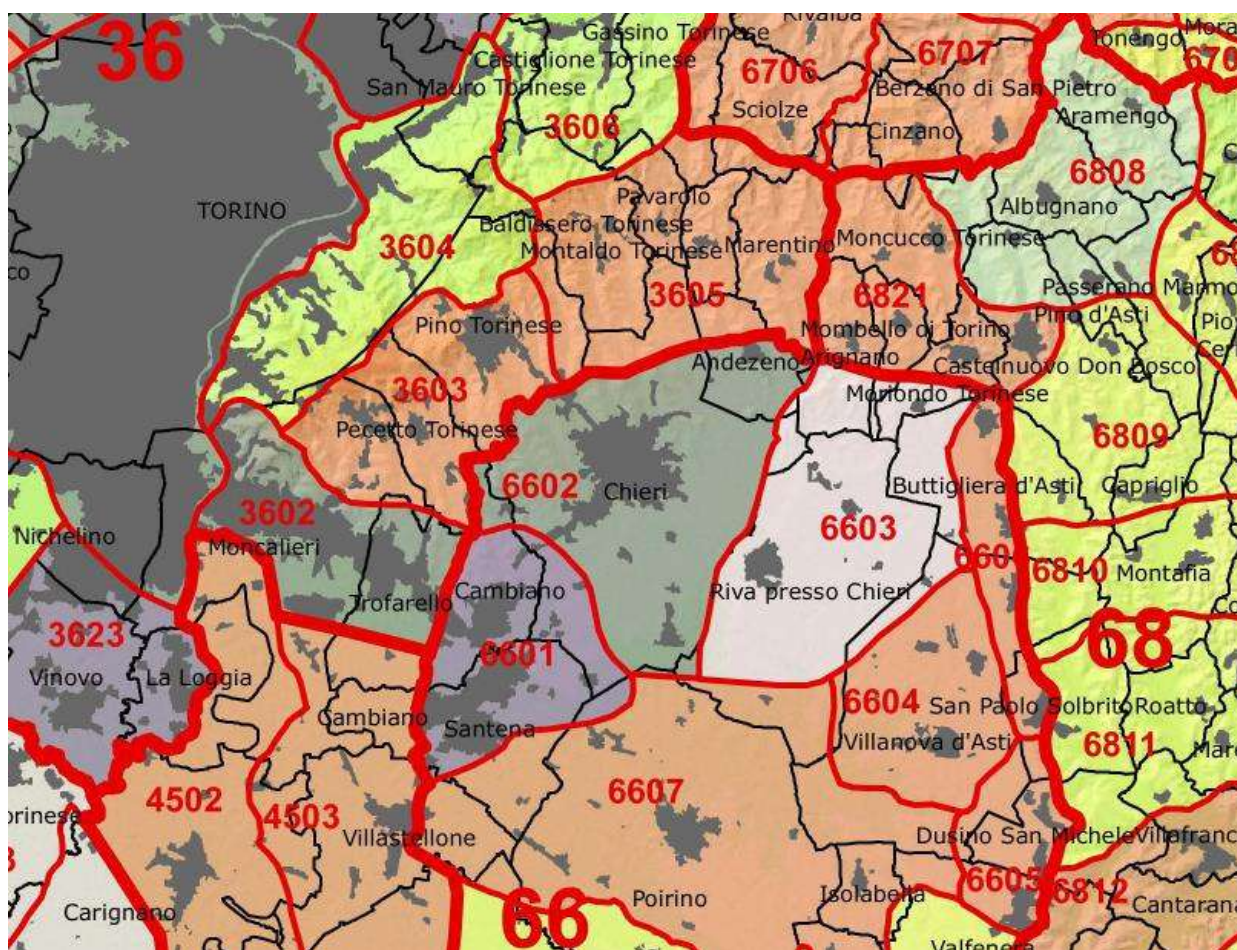 Rivalba
36
Gassino Torinese
Tonengo
Castiglione Torinese
6706
6707
San Mauro Torinese
Berzano di San Pietro
Sciolze
Aramengo
3606
Cinzano
6808
Pavarolo
TORINO
Albugnano
Baldissero Torinese
3604
Montaldo Torinese
Marentino
Moncucco Torinese
3605
6821
Passerano Marmo
Pino Torinese
Mombello di Torino
Pino d'Asti
Andezeno
Arignano
Castelnuovo Don Bosco
3603
Moriondo Torinese
Pecetto Torinese
6809
6602
Chieri
Buttigliera d'Asti
Capriglio
3602
6603
Nichelino
Moncalieri
660
6810
Montafia
Trofarello
Cambiano
Riva presso Chieri
3623
6601
68
Vinovo
La Loggia
6604
San Paolo Solbrito
Roatto
Cambiano
Santena
Villanova d'Asti
6811
4502
6607
4503
Villastellone
Dusino San Michele
Villafranc
6605
6812
Carignano
Poirino
Isolabella
Cantarana
66
Valfenera